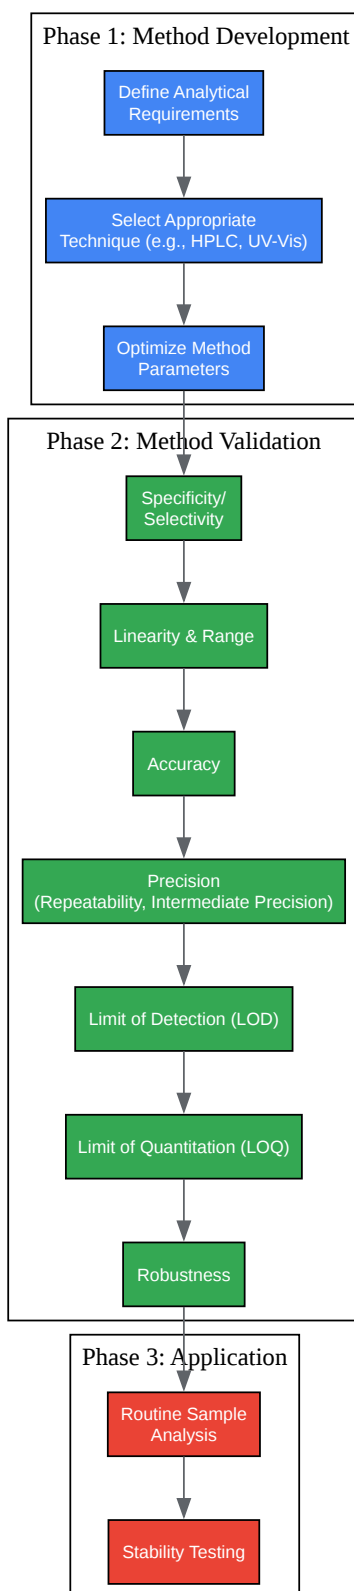 Phase 1: Method Development
Define Analytical
Requirements
Select Appropriate
Technique (e.g., HPLC, UV-Vis)
Optimize Method
Parameters
Phase 2: Method Validation
Specificity/
Selectivity
Linearity & Range
Accuracy
Precision
(Repeatability, Intermediate Precision)
Limit of Detection (LOD)
Limit of Quantitation (LOQ)
Robustness
Phase 3: Application
Routine Sample
Analysis
Stability Testing